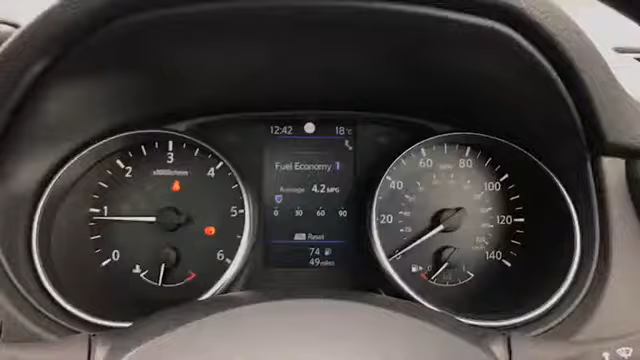 12:42 18°C
Fuel Economy 1
Average 4.2 MPG
0 30 60 90
Reset
74
49 miles
0 1 2 3 4 5 6
x1000r/min
20 40 60 80 100 120 140